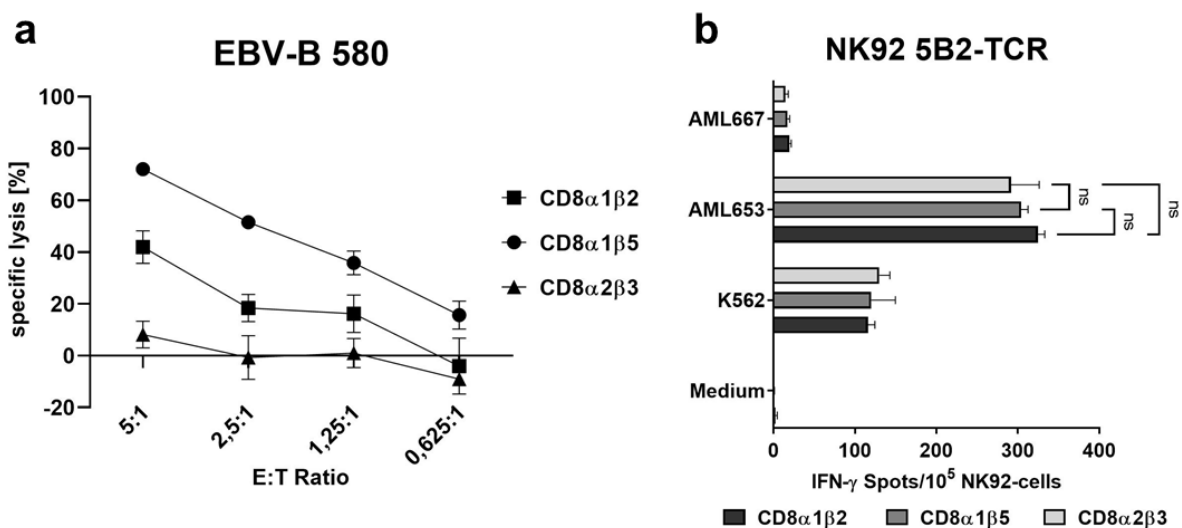 a
EBV-B 580
100
80
60
40
20
0
-20
specific lysis [%]
5:1
2,5:1
1,25:1
0,625:1
E:T Ratio
CD8α1β2
CD8α1β5
CD8α2β3
b
NK92 5B2-TCR
AML667
AML653
K562
Medium
ns
ns
ns
0 100 200 300 400
IFN-γ Spots/10⁵ NK92-cells
CD8α1β2 CD8α1β5 CD8α2β3